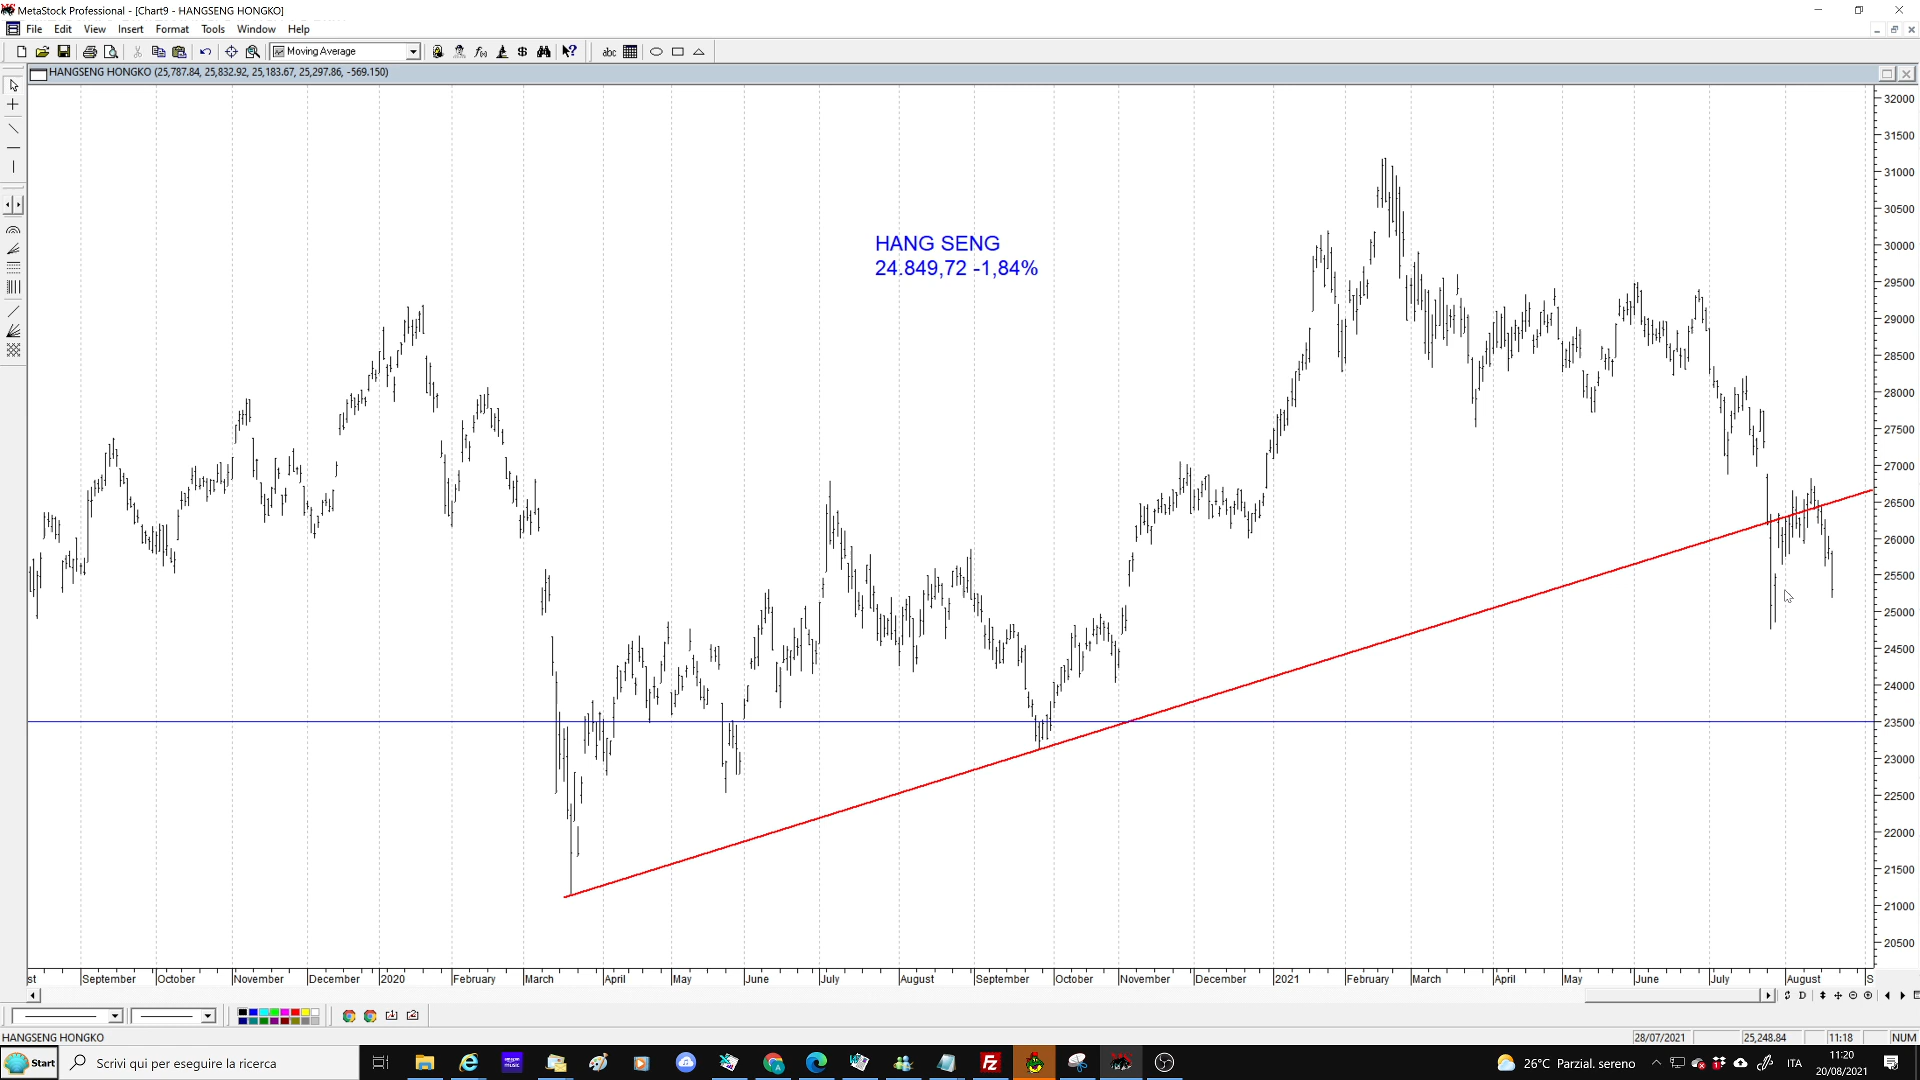 MetaStock Professional - [Chart9 - HANGSENG HONGKO]
File Edit View Insert Format Tools Window Help
Moving Average
abc
HANGSENG HONGKO (25,787.84, 25,832.92, 25,183.67, 25,297.86, -569.150)
HANG SENG
24.849,72 -1,84%
32000
31500
31000
30500
30000
29500
29000
28500
28000
27500
27000
26500
26000
25500
25000
24500
24000
23500
23000
22500
22000
21500
21000
20500
st September October November December 2020 February March April May June July August September October November December 2021 February March April May June July August S
D
HANGSENG HONGKO 28/07/2021 25,248.84 11:18 NUM
Start Scrivi qui per eseguire la ricerca 26°C Parzial. sereno ITA 11:20
20/08/2021